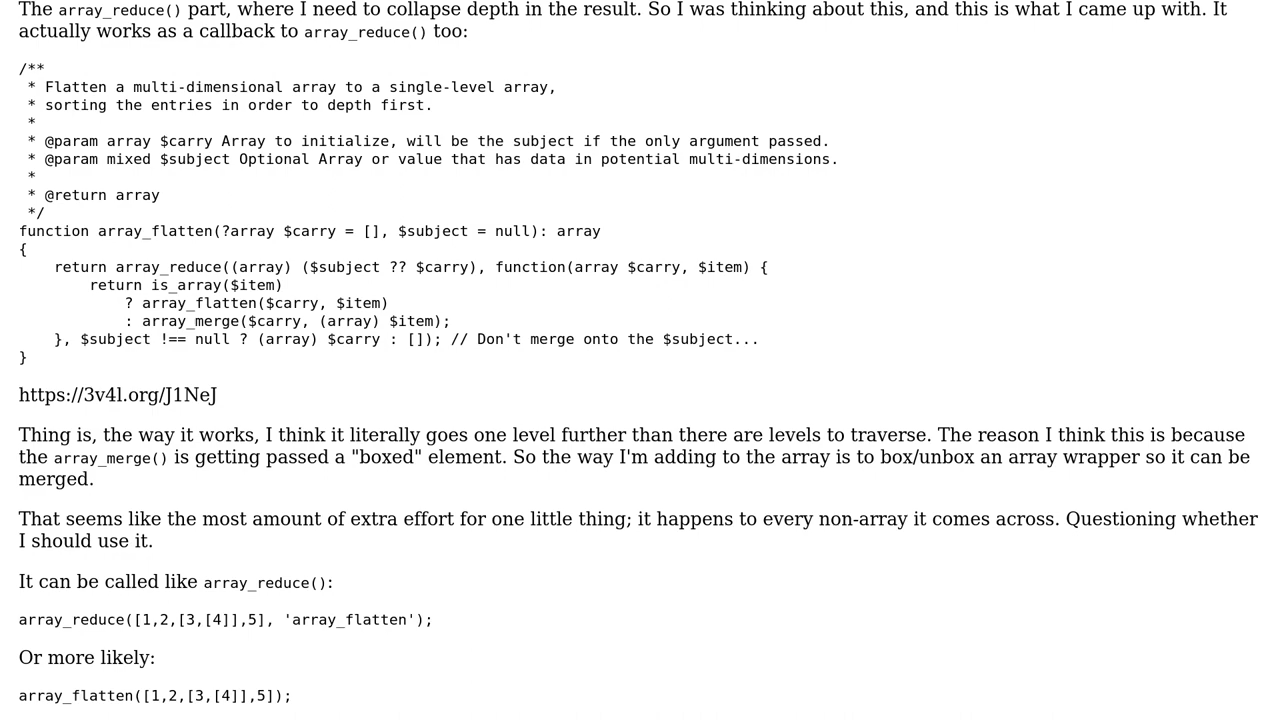 The array_reduce() part, where I need to collapse depth in the result. So I was thinking about this, and this is what I came up with. It
actually works as a callback to array_reduce() too:
/**
 * Flatten a multi-dimensional array to a single-level array,
 * sorting the entries in order to depth first.
 *
 * @param array $carry Array to initialize, will be the subject if the only argument passed.
 * @param mixed $subject Optional Array or value that has data in potential multi-dimensions.
 *
 * @return array
 */
function array_flatten(?array $carry = [], $subject = null): array
{
    return array_reduce((array) ($subject ?? $carry), function(array $carry, $item) {
        return is_array($item)
            ? array_flatten($carry, $item)
            : array_merge($carry, (array) $item);
    }, $subject !== null ? (array) $carry : []); // Don't merge onto the $subject...
}
https://3v4l.org/J1NeJ
Thing is, the way it works, I think it literally goes one level further than there are levels to traverse. The reason I think this is because
the array_merge() is getting passed a "boxed" element. So the way I'm adding to the array is to box/unbox an array wrapper so it can be
merged.
That seems like the most amount of extra effort for one little thing; it happens to every non-array it comes across. Questioning whether
I should use it.
It can be called like array_reduce():
array_reduce([1,2,[3,[4]],5], 'array_flatten');
Or more likely:
array_flatten([1,2,[3,[4]],5]);